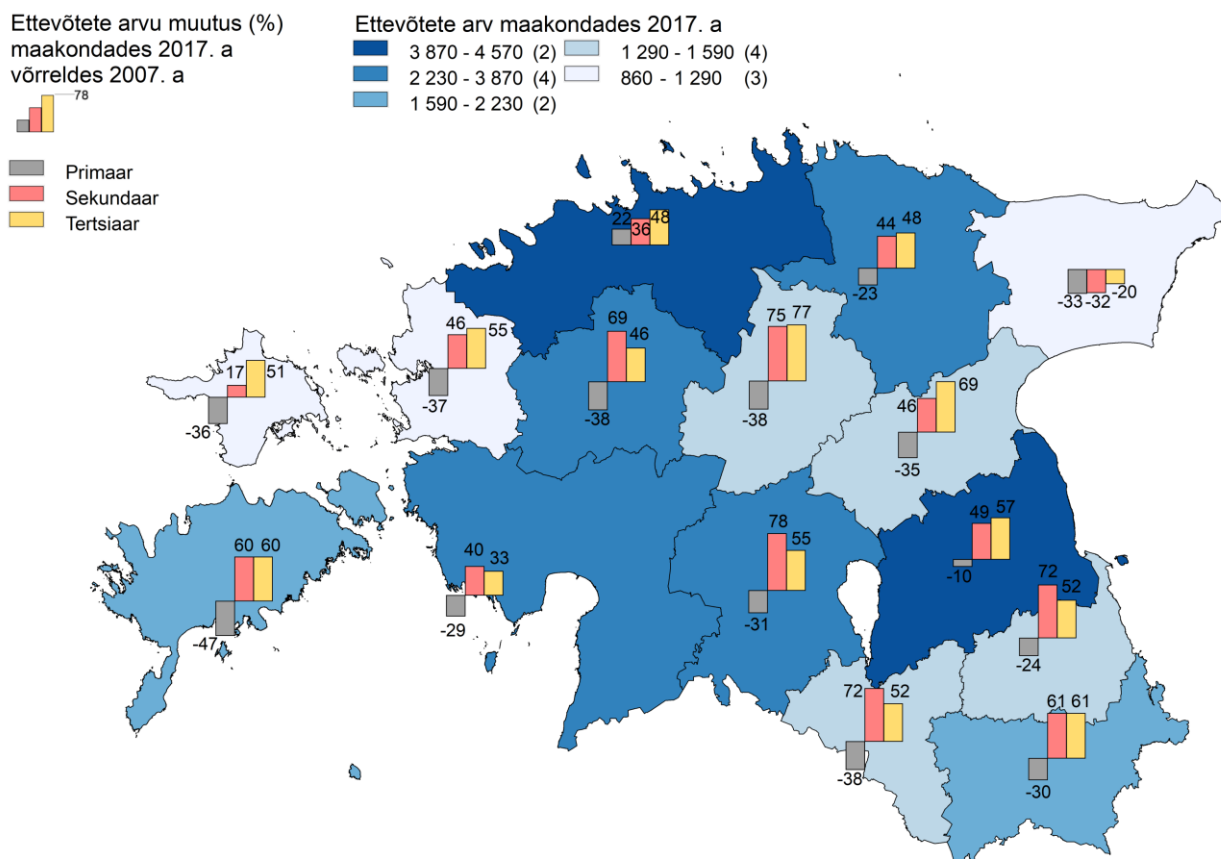 Ettevõtete arvu muutus (%)
maakondades 2017. a
võrreldes 2007. a
78
Primaar
Sekundaar
Tertsiaar
Ettevõtete arv maakondades 2017. a
3 870 - 4 570 (2)
2 230 - 3 870 (4)
1 590 - 2 230 (2)
1 290 - 1 590 (4)
860 - 1 290 (3)
22 36 48
44 48
-23
-33 -32 -20
46 55
-37
69 46
-38
75 77
-38
17 51
-36
46 69
-35
60 60
-47
40 33
-29
78 55
-31
49 57
-10
72 52
-24
72 52
-38
61 61
-30